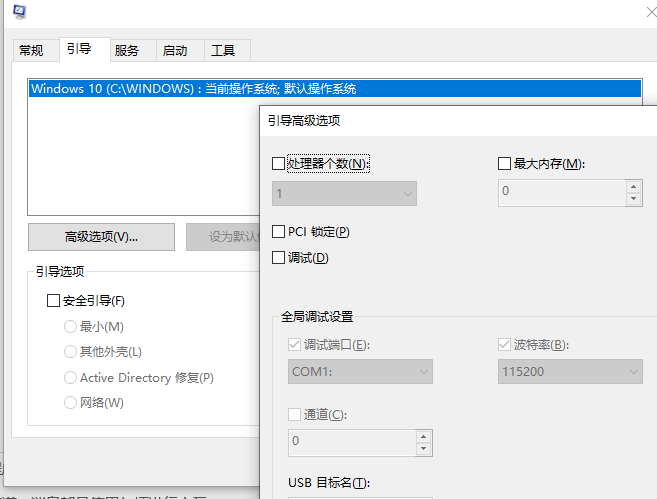 常规 引导 服务 启动 工具
Windows 10 (C:\WINDOWS) : 当前操作系统; 默认操作系统
引导高级选项
处理器个数(N): 最大内存(M):
1 0
高级选项(V)... 设为默认
PCI 锁定(P)
调试(D)
引导选项
安全引导(F)
最小(M)
其他外壳(L)
Active Directory 修复(P)
网络(W)
全局调试设置
调试端口(E): 波特率(B):
COM1: 115200
通道(C):
0
USB 目标名(T):